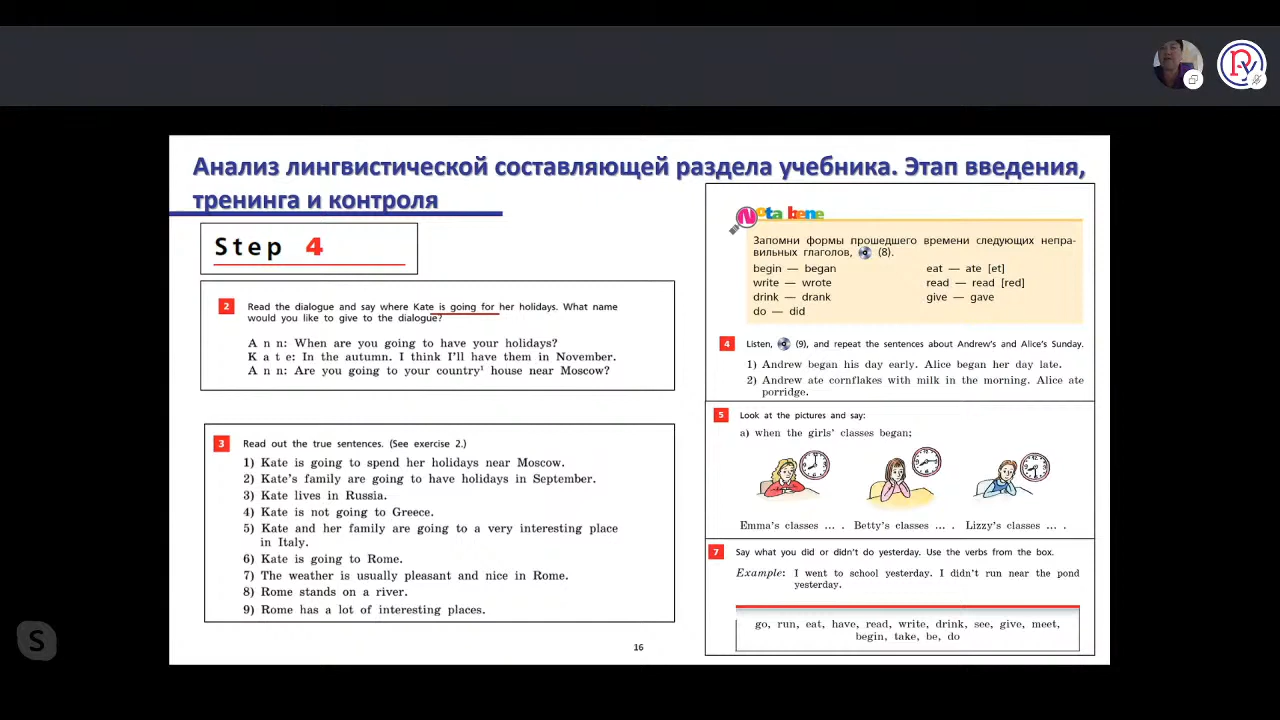 Анализ лингвистической составляющей раздела учебника. Этап введения,
тренинга и контроля
Step 4
2 Read the dialogue and say where Kate is going for her holidays. What name
would you like to give to the dialogue?
Ann: When are you going to have your holidays?
Kate: In the autumn. I think I'll have them in November.
Ann: Are you going to your country¹ house near Moscow?
3 Read out the true sentences. (See exercise 2.)
1) Kate is going to spend her holidays near Moscow.
2) Kate's family are going to have holidays in September.
3) Kate lives in Russia.
4) Kate is not going to Greece.
5) Kate and her family are going to a very interesting place
in Italy.
6) Kate is going to Rome.
7) The weather is usually pleasant and nice in Rome.
8) Rome stands on a river.
9) Rome has a lot of interesting places.
16
Nota bene
Запомни формы прошедшего времени следующих непра-
вильных глаголов, (8).
begin — began eat — ate [et]
write — wrote read — read [red]
drink — drank give — gave
do — did
4 Listen, (9), and repeat the sentences about Andrew's and Alice's Sunday.
1) Andrew began his day early. Alice began her day late.
2) Andrew ate cornflakes with milk in the morning. Alice ate
porridge.
5 Look at the pictures and say:
a) when the girls' classes began;
Emma's classes ... . Betty's classes ... . Lizzy's classes ... .
7 Say what you did or didn't do yesterday. Use the verbs from the box.
Example: I went to school yesterday. I didn't run near the pond
yesterday.
go, run, eat, have, read, write, drink, see, give, meet,
begin, take, be, do
S